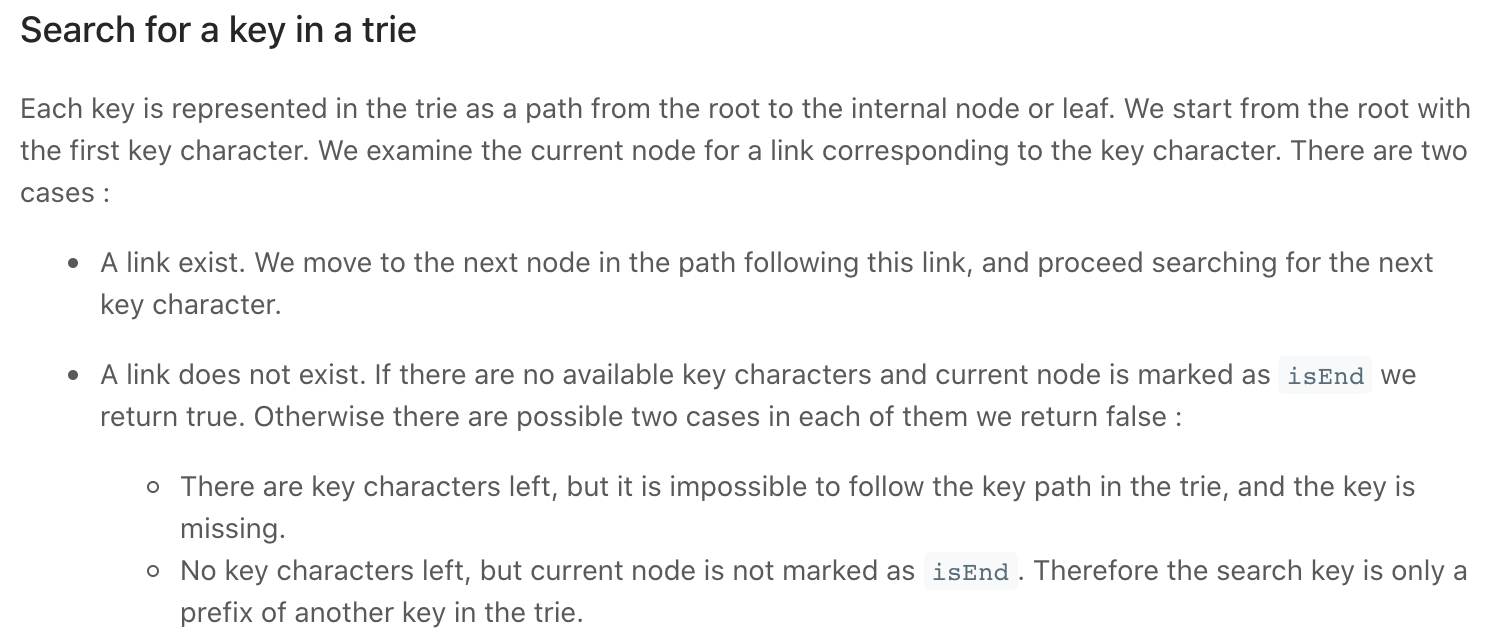 Search for a key in a trie
Each key is represented in the trie as a path from the root to the internal node or leaf. We start from the root with
the first key character. We examine the current node for a link corresponding to the key character. There are two
cases :
• A link exist. We move to the next node in the path following this link, and proceed searching for the next
key character.
• A link does not exist. If there are no available key characters and current node is marked as isEnd we
return true. Otherwise there are possible two cases in each of them we return false :
○ There are key characters left, but it is impossible to follow the key path in the trie, and the key is
missing.
○ No key characters left, but current node is not marked as isEnd. Therefore the search key is only a
prefix of another key in the trie.